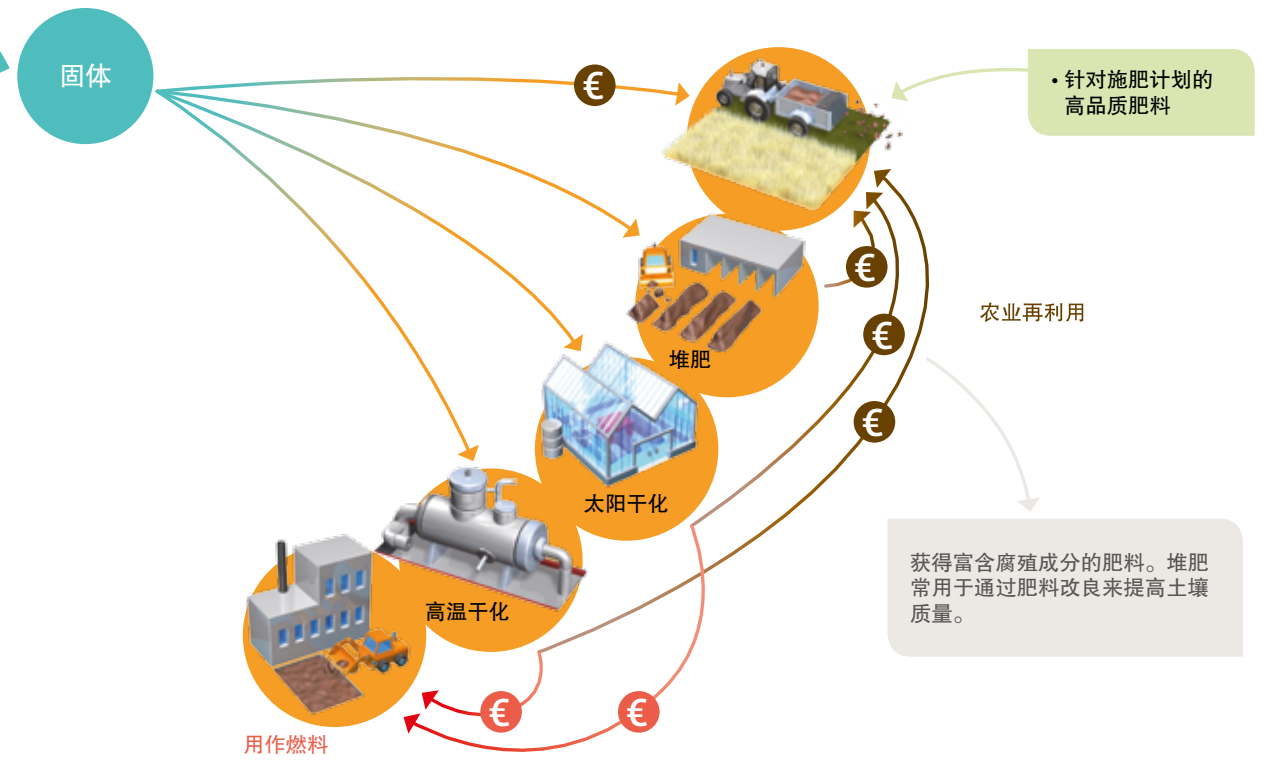 固体
€
• 针对施肥计划的
高品质肥料
€
农业再利用
€
堆肥
€
太阳干化
获得富含腐殖成分的肥料。堆肥
常用于通过肥料改良来提高土壤
质量。
高温干化
€
€
用作燃料